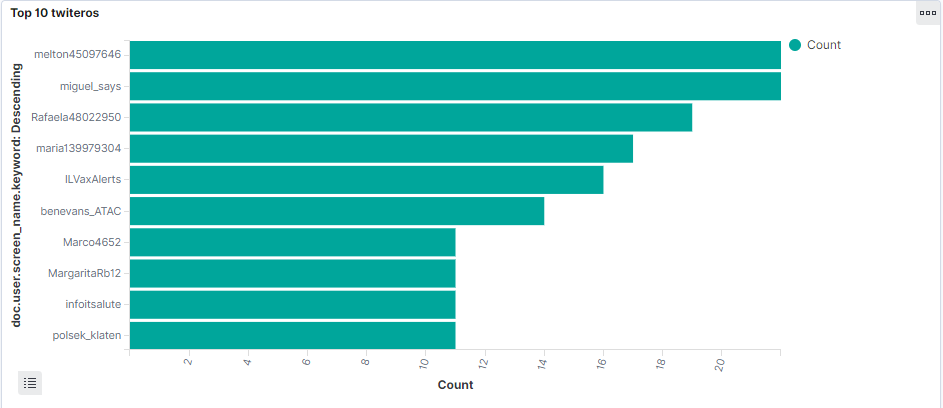 Top 10 twiteros
doc.user.screen_name.keyword: Descending
melton45097646
miguel_says
Rafaela48022950
maria139979304
ILVaxAlerts
benevans_ATAC
Marco4652
MargaritaRb12
infoitsalute
polsek_klaten
2
4
6
8
10
12
14
16
18
20
Count
Count